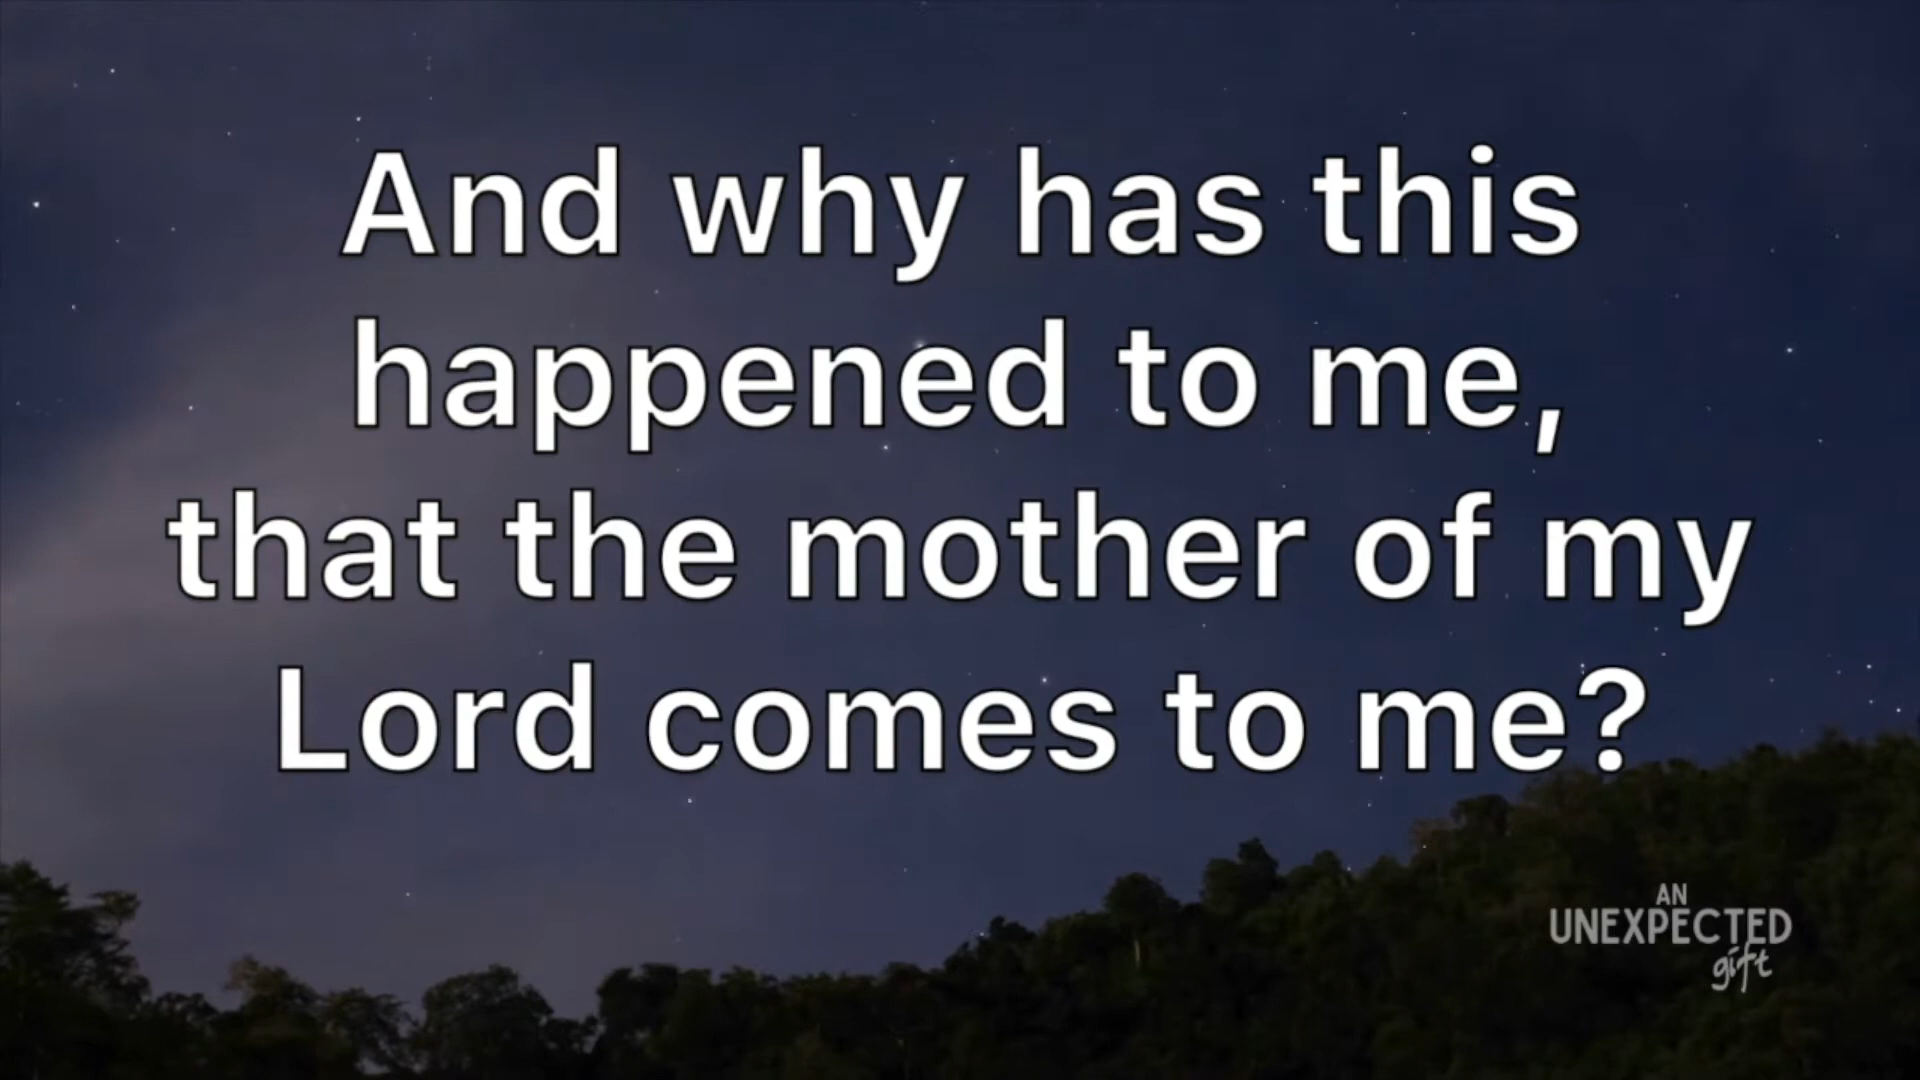 And why has this
happened to me,
that the mother of my
Lord comes to me?
AN
UNEXPECTED
gift